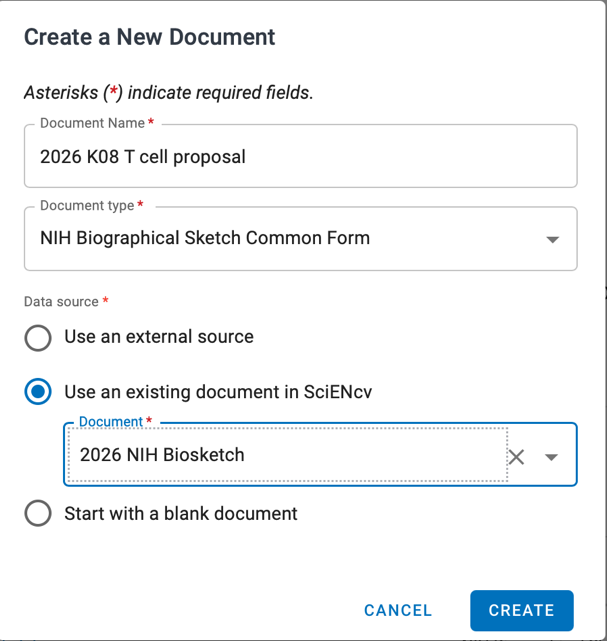 Create a New Document
Asterisks (*) indicate required fields.
Document Name *
2026 K08 T cell proposal
Document type *
NIH Biographical Sketch Common Form
Data source *
Use an external source
Use an existing document in SciENcv
Document *
2026 NIH Biosketch
Start with a blank document
CANCEL
CREATE